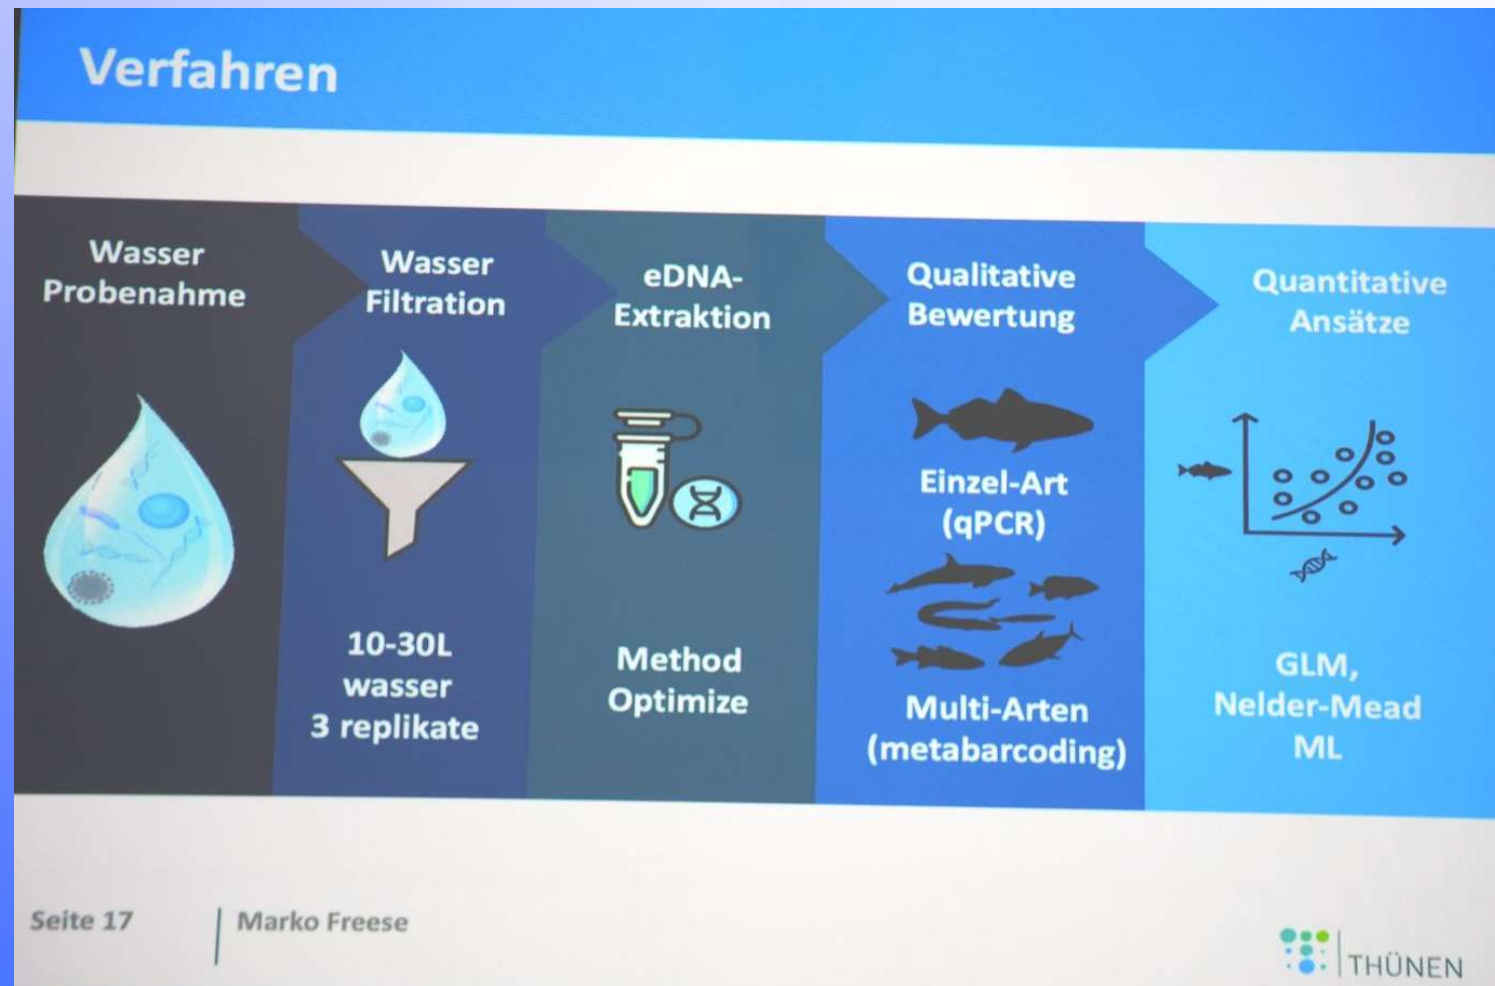 Verfahren
Wasser
Probenahme
Wasser
Filtration
10-30L
wasser
3 replikate
eDNA-
Extraktion
Method
Optimize
Qualitative
Bewertung
Einzel-Art
(qPCR)
Multi-Arten
(metabarcoding)
Quantitative
Ansätze
GLM,
Nelder-Mead
ML
Seite 17
Marko Freese
THÜNEN